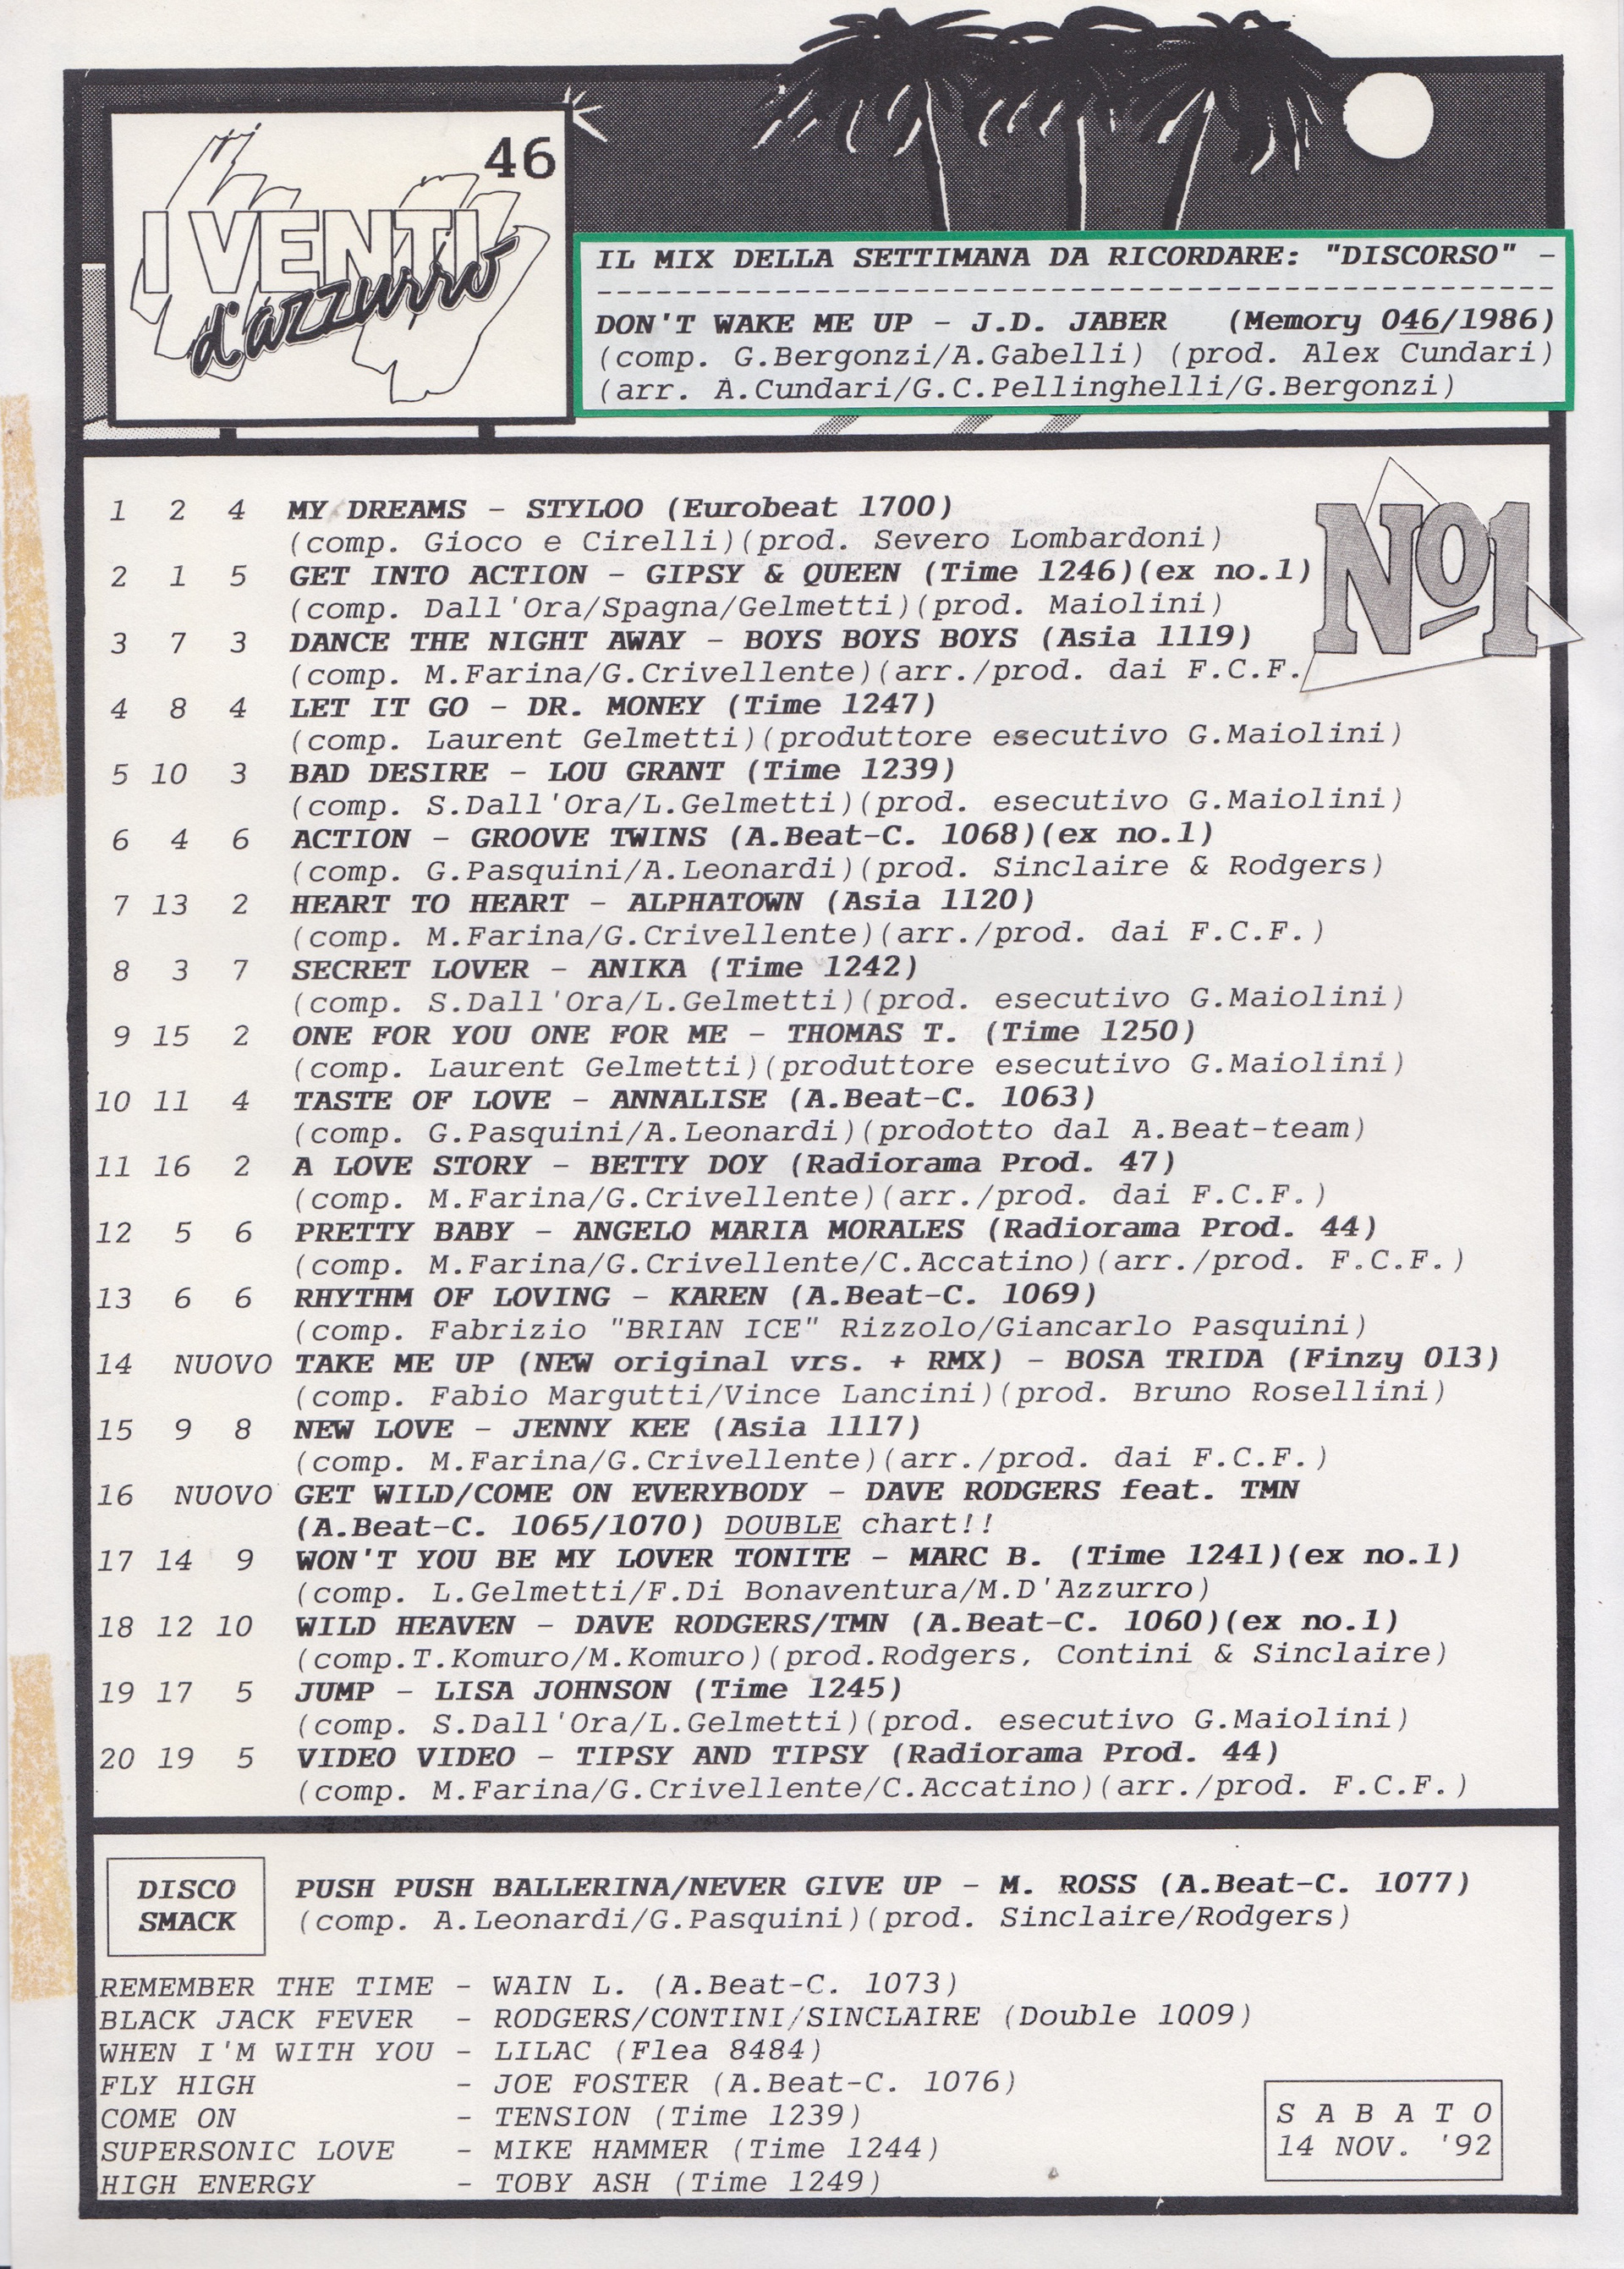 46
I VENTI
d'azzurro
IL MIX DELLA SETTIMANA DA RICORDARE: "DISCORSO" -
-------------------------------------------------
DON'T WAKE ME UP - J.D. JABER (Memory 046/1986)
(comp. G.Bergonzi/A.Gabelli) (prod. Alex Cundari)
(arr. A.Cundari/G.C.Pellinghelli/G.Bergonzi)
Nº1
1 2 4 MY DREAMS - STYLOO (Eurobeat 1700)
(comp. Gioco e Cirelli)(prod. Severo Lombardoni)
2 1 5 GET INTO ACTION - GIPSY & QUEEN (Time 1246)(ex no.1)
(comp. Dall'Ora/Spagna/Gelmetti)(prod. Maiolini)
3 7 3 DANCE THE NIGHT AWAY - BOYS BOYS BOYS (Asia 1119)
(comp. M.Farina/G.Crivellente)(arr./prod. dai F.C.F.
4 8 4 LET IT GO - DR. MONEY (Time 1247)
(comp. Laurent Gelmetti)(produttore esecutivo G.Maiolini)
5 10 3 BAD DESIRE - LOU GRANT (Time 1239)
(comp. S.Dall'Ora/L.Gelmetti)(prod. esecutivo G.Maiolini)
6 4 6 ACTION - GROOVE TWINS (A.Beat-C. 1068)(ex no.1)
(comp. G.Pasquini/A.Leonardi)(prod. Sinclaire & Rodgers)
7 13 2 HEART TO HEART - ALPHATOWN (Asia 1120)
(comp. M.Farina/G.Crivellente)(arr./prod. dai F.C.F.)
8 3 7 SECRET LOVER - ANIKA (Time 1242)
(comp. S.Dall'Ora/L.Gelmetti)(prod. esecutivo G.Maiolini)
9 15 2 ONE FOR YOU ONE FOR ME - THOMAS T. (Time 1250)
(comp. Laurent Gelmetti)(produttore esecutivo G.Maiolini)
10 11 4 TASTE OF LOVE - ANNALISE (A.Beat-C. 1063)
(comp. G.Pasquini/A.Leonardi)(prodotto dal A.Beat-team)
11 16 2 A LOVE STORY - BETTY DOY (Radiorama Prod. 47)
(comp. M.Farina/G.Crivellente)(arr./prod. dai F.C.F.)
12 5 6 PRETTY BABY - ANGELO MARIA MORALES (Radiorama Prod. 44)
(comp. M.Farina/G.Crivellente/C.Accatino)(arr./prod. F.C.F.)
13 6 6 RHYTHM OF LOVING - KAREN (A.Beat-C. 1069)
(comp. Fabrizio "BRIAN ICE" Rizzolo/Giancarlo Pasquini)
14 NUOVO TAKE ME UP (NEW original vrs. + RMX) - BOSA TRIDA (Finzy 013)
(comp. Fabio Margutti/Vince Lancini)(prod. Bruno Rosellini)
15 9 8 NEW LOVE - JENNY KEE (Asia 1117)
(comp. M.Farina/G.Crivellente)(arr./prod. dai F.C.F.)
16 NUOVO GET WILD/COME ON EVERYBODY - DAVE RODGERS feat. TMN
(A.Beat-C. 1065/1070) DOUBLE chart!!
17 14 9 WON'T YOU BE MY LOVER TONITE - MARC B. (Time 1241)(ex no.1)
(comp. L.Gelmetti/F.Di Bonaventura/M.D'Azzurro)
18 12 10 WILD HEAVEN - DAVE RODGERS/TMN (A.Beat-C. 1060)(ex no.1)
(comp.T.Komuro/M.Komuro)(prod.Rodgers, Contini & Sinclaire)
19 17 5 JUMP - LISA JOHNSON (Time 1245)
(comp. S.Dall'Ora/L.Gelmetti)(prod. esecutivo G.Maiolini)
20 19 5 VIDEO VIDEO - TIPSY AND TIPSY (Radiorama Prod. 44)
(comp. M.Farina/G.Crivellente/C.Accatino)(arr./prod. F.C.F.)
DISCO
SMACK
PUSH PUSH BALLERINA/NEVER GIVE UP - M. ROSS (A.Beat-C. 1077)
(comp. A.Leonardi/G.Pasquini)(prod. Sinclaire/Rodgers)
REMEMBER THE TIME - WAIN L. (A.Beat-C. 1073)
BLACK JACK FEVER - RODGERS/CONTINI/SINCLAIRE (Double 1009)
WHEN I'M WITH YOU - LILAC (Flea 8484)
FLY HIGH - JOE FOSTER (A.Beat-C. 1076)
COME ON - TENSION (Time 1239)
SUPERSONIC LOVE - MIKE HAMMER (Time 1244)
HIGH ENERGY - TOBY ASH (Time 1249)
S A B A T O
14 NOV. '92